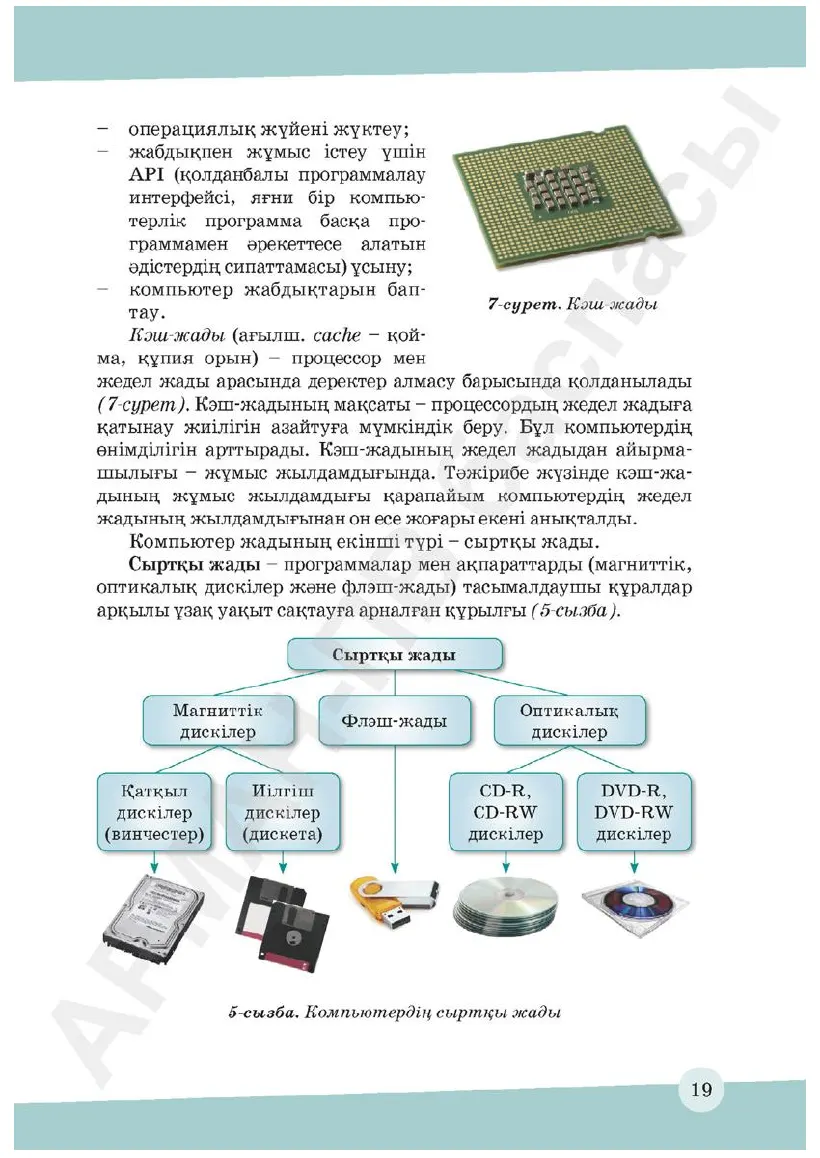 – операциялық жүйені жүктеу;
– жабдықпен жұмыс істеу үшін
API (қолданбалы программалау
интерфейсі, яғни бір компью-
терлік программа басқа про-
граммамен әрекеттесе алатын
әдістердің сипаттамасы) ұсыну;
– компьютер жабдықтарын бап-
тау.
7-сурет. Кэш-жады
Кэш-жады (ағылш. cache – қой-
ма, құпия орын) – процессор мен
жедел жады арасында деректер алмасу барысында қолданылады
(7-сурет). Кэш-жадының мақсаты – процессордың жедел жадыға
қатынау жиілігін азайтуға мүмкіндік беру. Бұл компьютердің
өнімділігін арттырады. Кэш-жадының жедел жадыдан айырма-
шылығы – жұмыс жылдамдығында. Тәжірибе жүзінде кэш-жа-
дының жұмыс жылдамдығы қарапайым компьютердің жедел
жадының жылдамдығынан он есе жоғары екені анықталды.
Компьютер жадының екінші түрі – сыртқы жады.
Сыртқы жады – программалар мен ақпараттарды (магниттік,
оптикалық дискілер және флэш-жады) тасымалдаушы құралдар
арқылы ұзақ уақыт сақтауға арналған құрылғы (5-сызба).
Сыртқы жады
Магниттік
дискілер
Флэш-жады
Оптикалық
дискілер
Қатқыл
дискілер
(винчестер)
Иілгіш
дискілер
(дискета)
CD-R,
CD-RW
дискілер
DVD-R,
DVD-RW
дискілер
5-сызба. Компьютердің сыртқы жады
19
АРМАН-ПВ баспасы